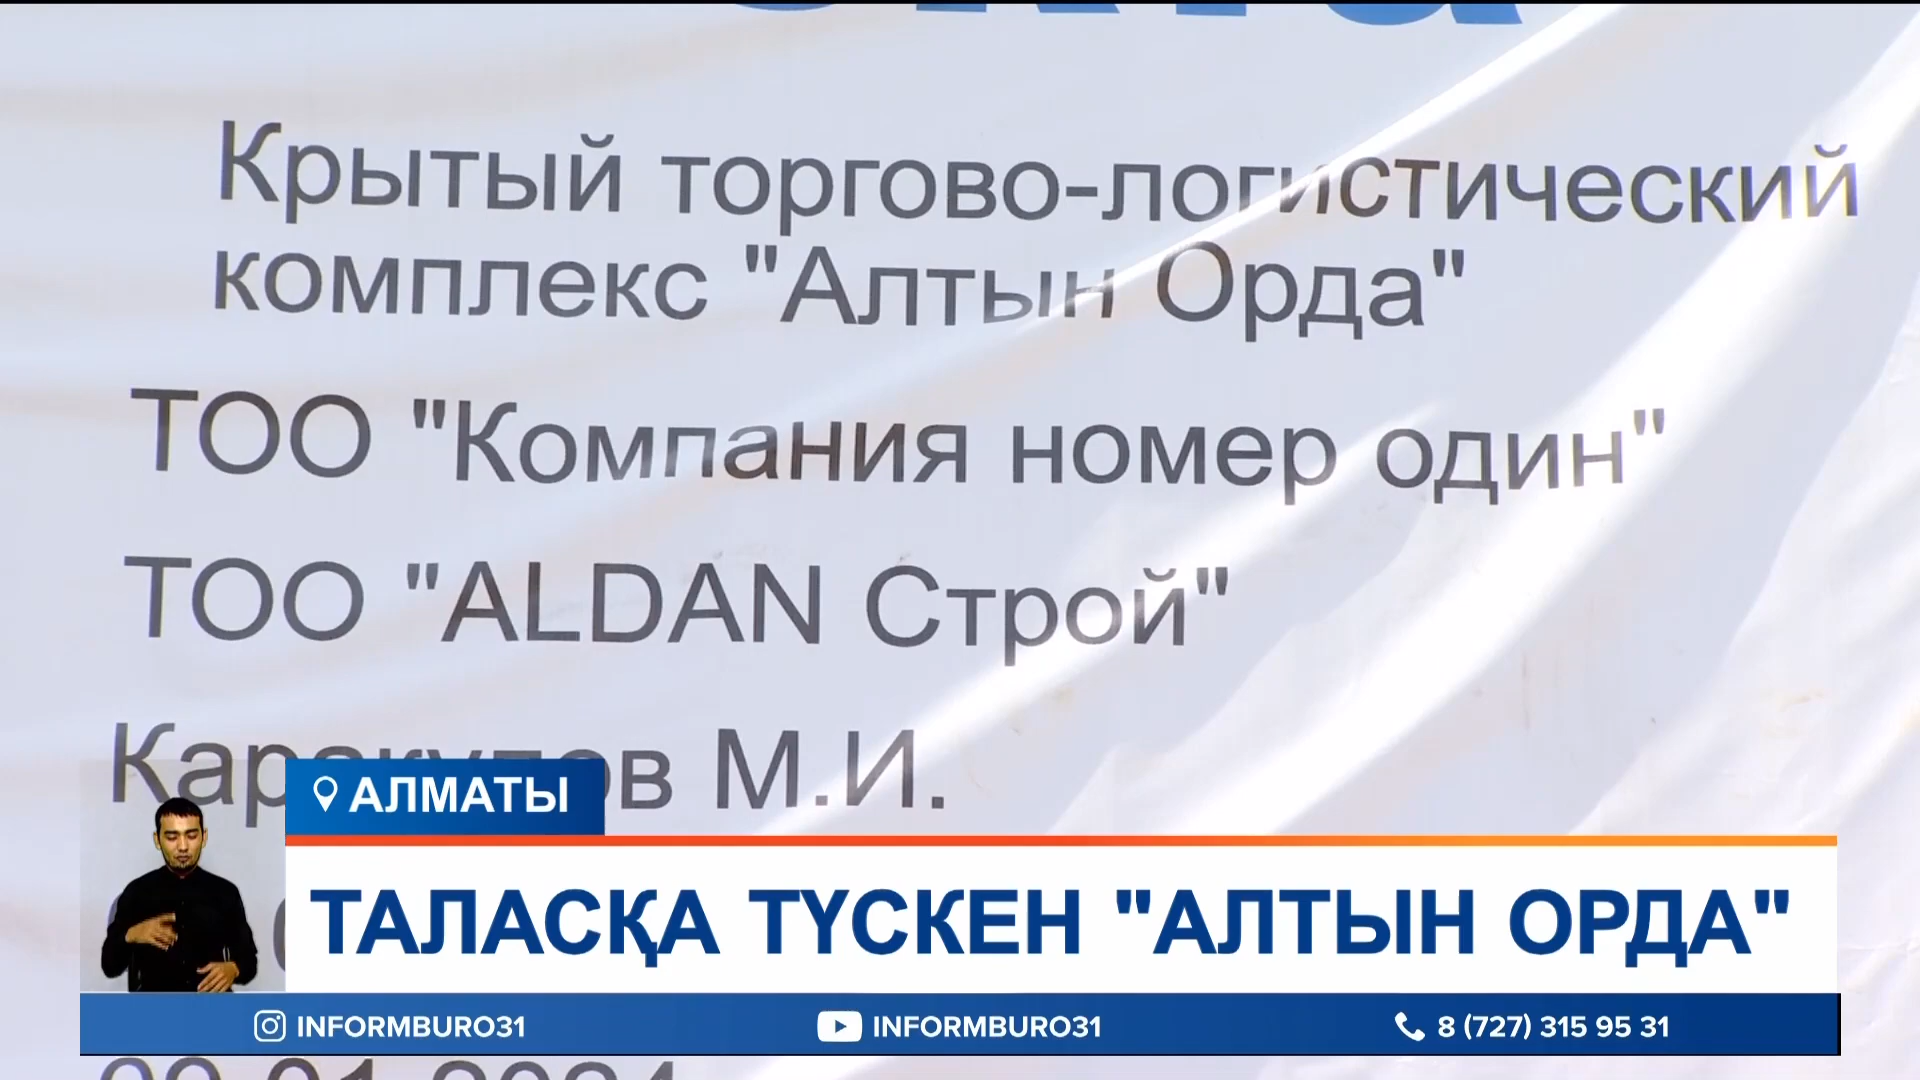 Крытый торгово-логистический
комплекс "Алтын Орда"
ТОО "Компания номер один"
ТОО "ALDAN Строй"
М.И.
АЛМАТЫ
ТАЛАСҚА ТҮСКЕН "АЛТЫН ОРДА"
INFORMBURO31
INFORMBURO31
8 (727) 315 95 31